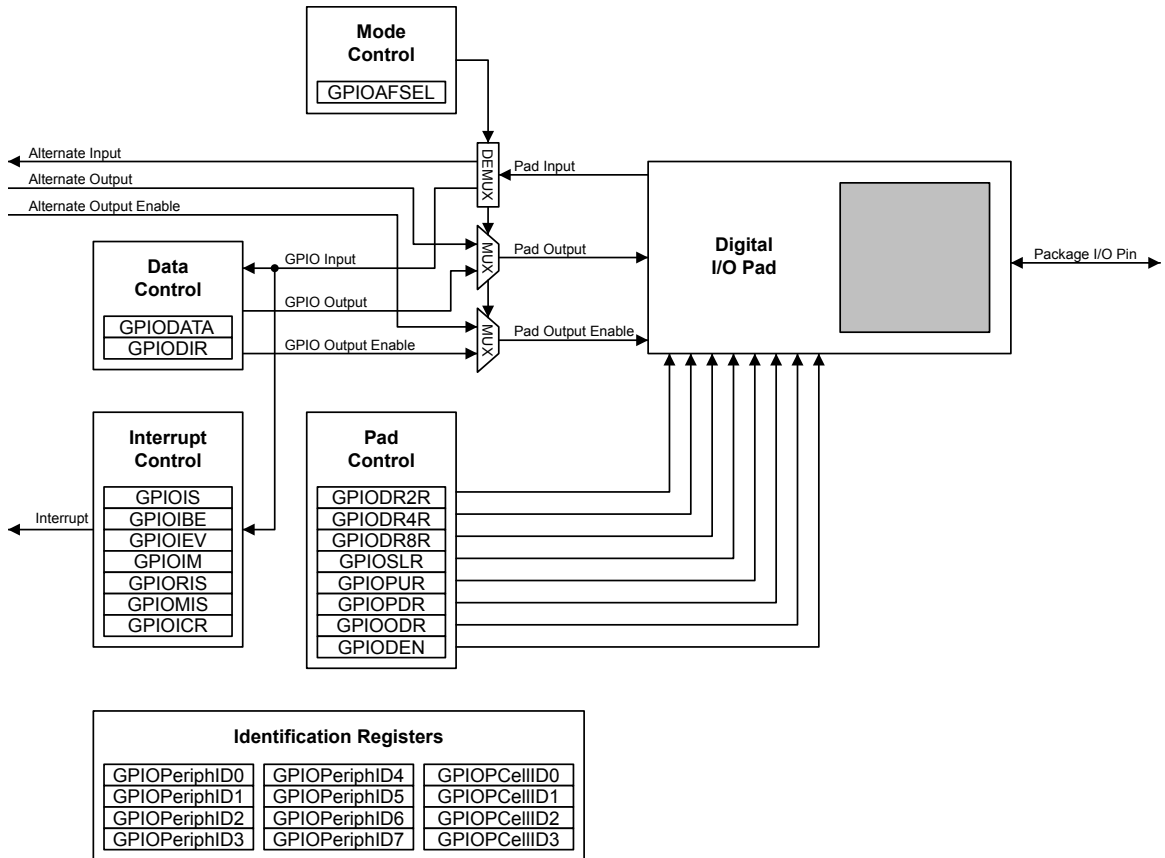 Mode
Control
GPIOAFSEL
Alternate Input
Alternate Output
Alternate Output Enable
DEMUX
Pad Input
MUX
Pad Output
MUX
Pad Output Enable
Digital
I/O Pad
Package I/O Pin
Data
Control
GPIODATA
GPIODIR
GPIO Input
GPIO Output
GPIO Output Enable
Interrupt
Control
GPIOIS
GPIOIBE
GPIOIEV
GPIOIM
GPIORIS
GPIOMIS
GPIOICR
Interrupt
Pad
Control
GPIODR2R
GPIODR4R
GPIODR8R
GPIOSLR
GPIOPUR
GPIOPDR
GPIOODR
GPIODEN
Identification Registers
GPIOPeriphID0
GPIOPeriphID1
GPIOPeriphID2
GPIOPeriphID3
GPIOPeriphID4
GPIOPeriphID5
GPIOPeriphID6
GPIOPeriphID7
GPIOPCellID0
GPIOPCellID1
GPIOPCellID2
GPIOPCellID3